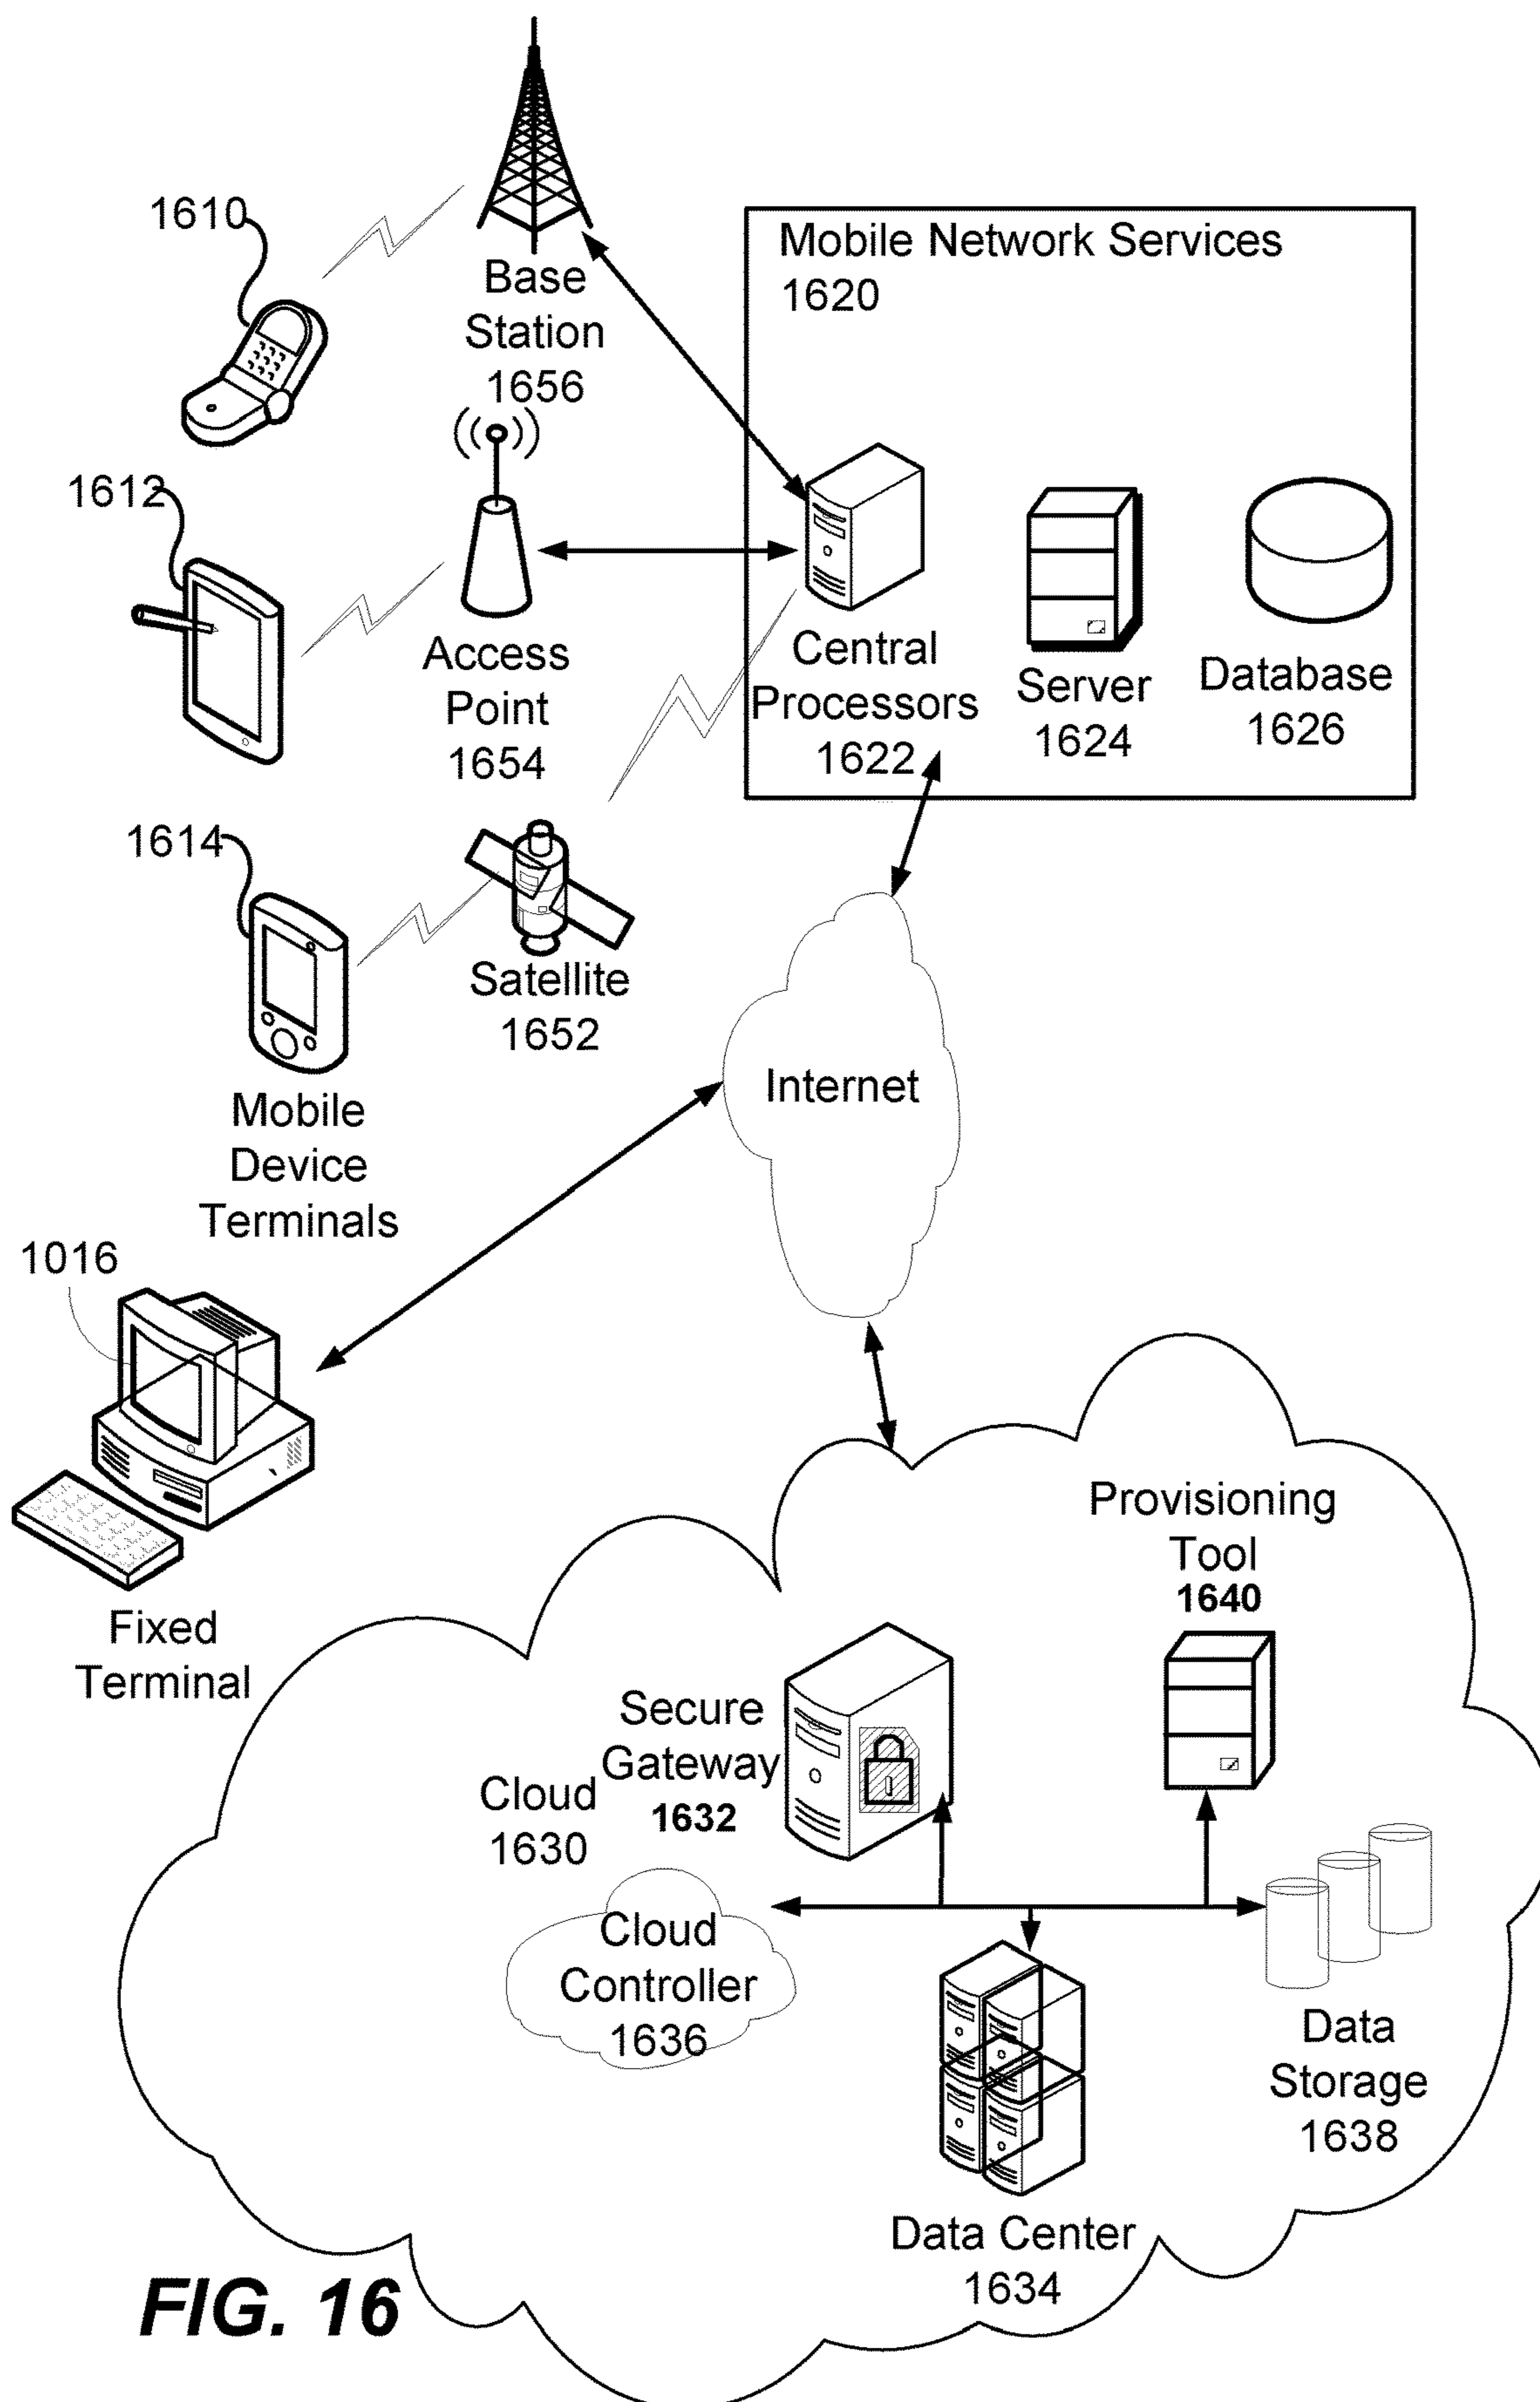 1610
Base
Station
1656
Mobile Network Services
1620
1612
Access
Point
1654
Central
Processors
1622
Server
1624
Database
1626
1614
Satellite
1652
Mobile
Device
Terminals
Internet
1016
Fixed
Terminal
Provisioning
Tool
1640
Secure
Gateway
1632
Cloud
1630
Cloud
Controller
1636
Data
Storage
1638
Data Center
1634
FIG. 16